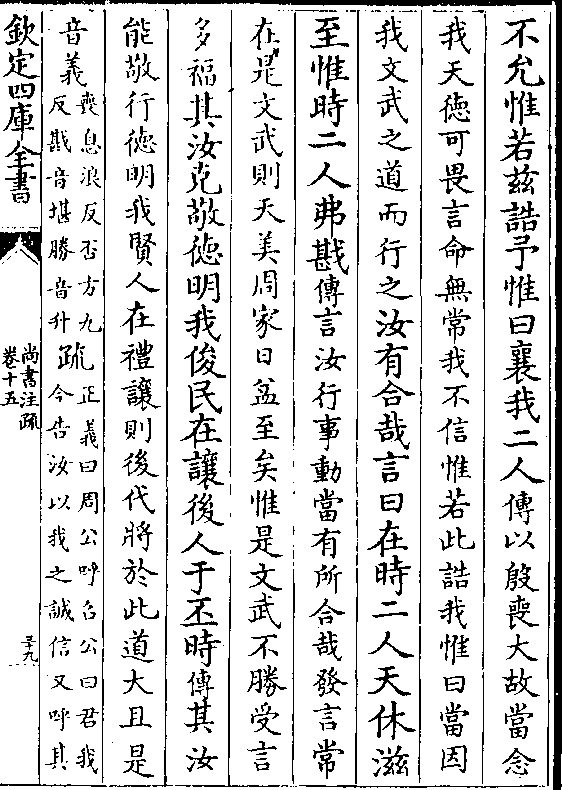 不允惟若兹誥予惟曰襄我二人傳以殷喪大故當念
我天徳可畏言命無常我不信惟若此誥我惟曰當因
我文武之道而行之汝有合哉言曰在時二人天休滋
至惟時二人弗戡傳言汝行事動當有所合哉發言常
在是文武則天美周家日益至矣惟是文武不勝受言
多福其汝克敬徳明我俊民在讓後人于丕時傳其汝
能敬行徳明我賢人在禮讓則後代將於此道大且是
音義喪息浪反否方九
反戡音堪勝音升
疏正義曰周公呼召公曰君我
今告汝以我之誠信又呼其
欽定四庫全書
尚書注疏
卷十五
三十九